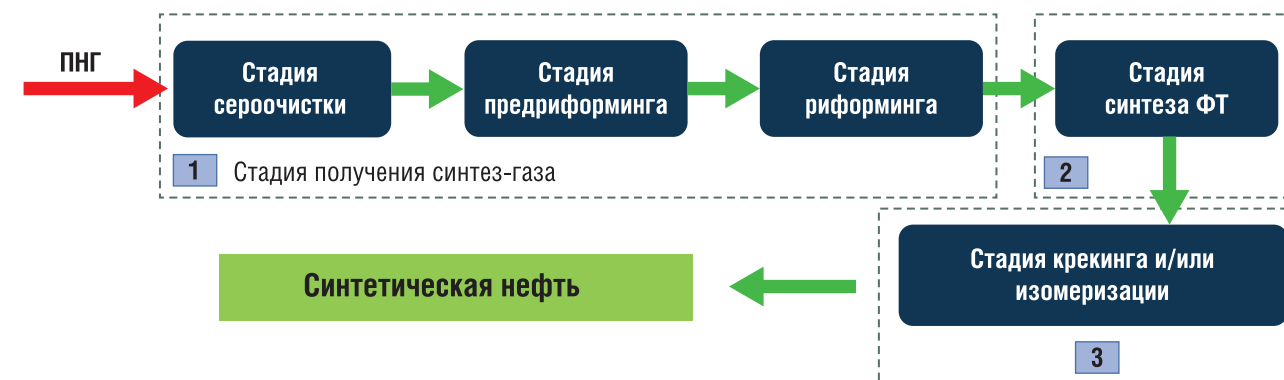 ПНГ
Стадия
сероочистки
Стадия
предриформинга
Стадия
риформинга
Стадия
синтеза ФТ
1 Стадия получения синтез-газа
2
Стадия крекинга и/или
изомеризации
Синтетическая нефть
3